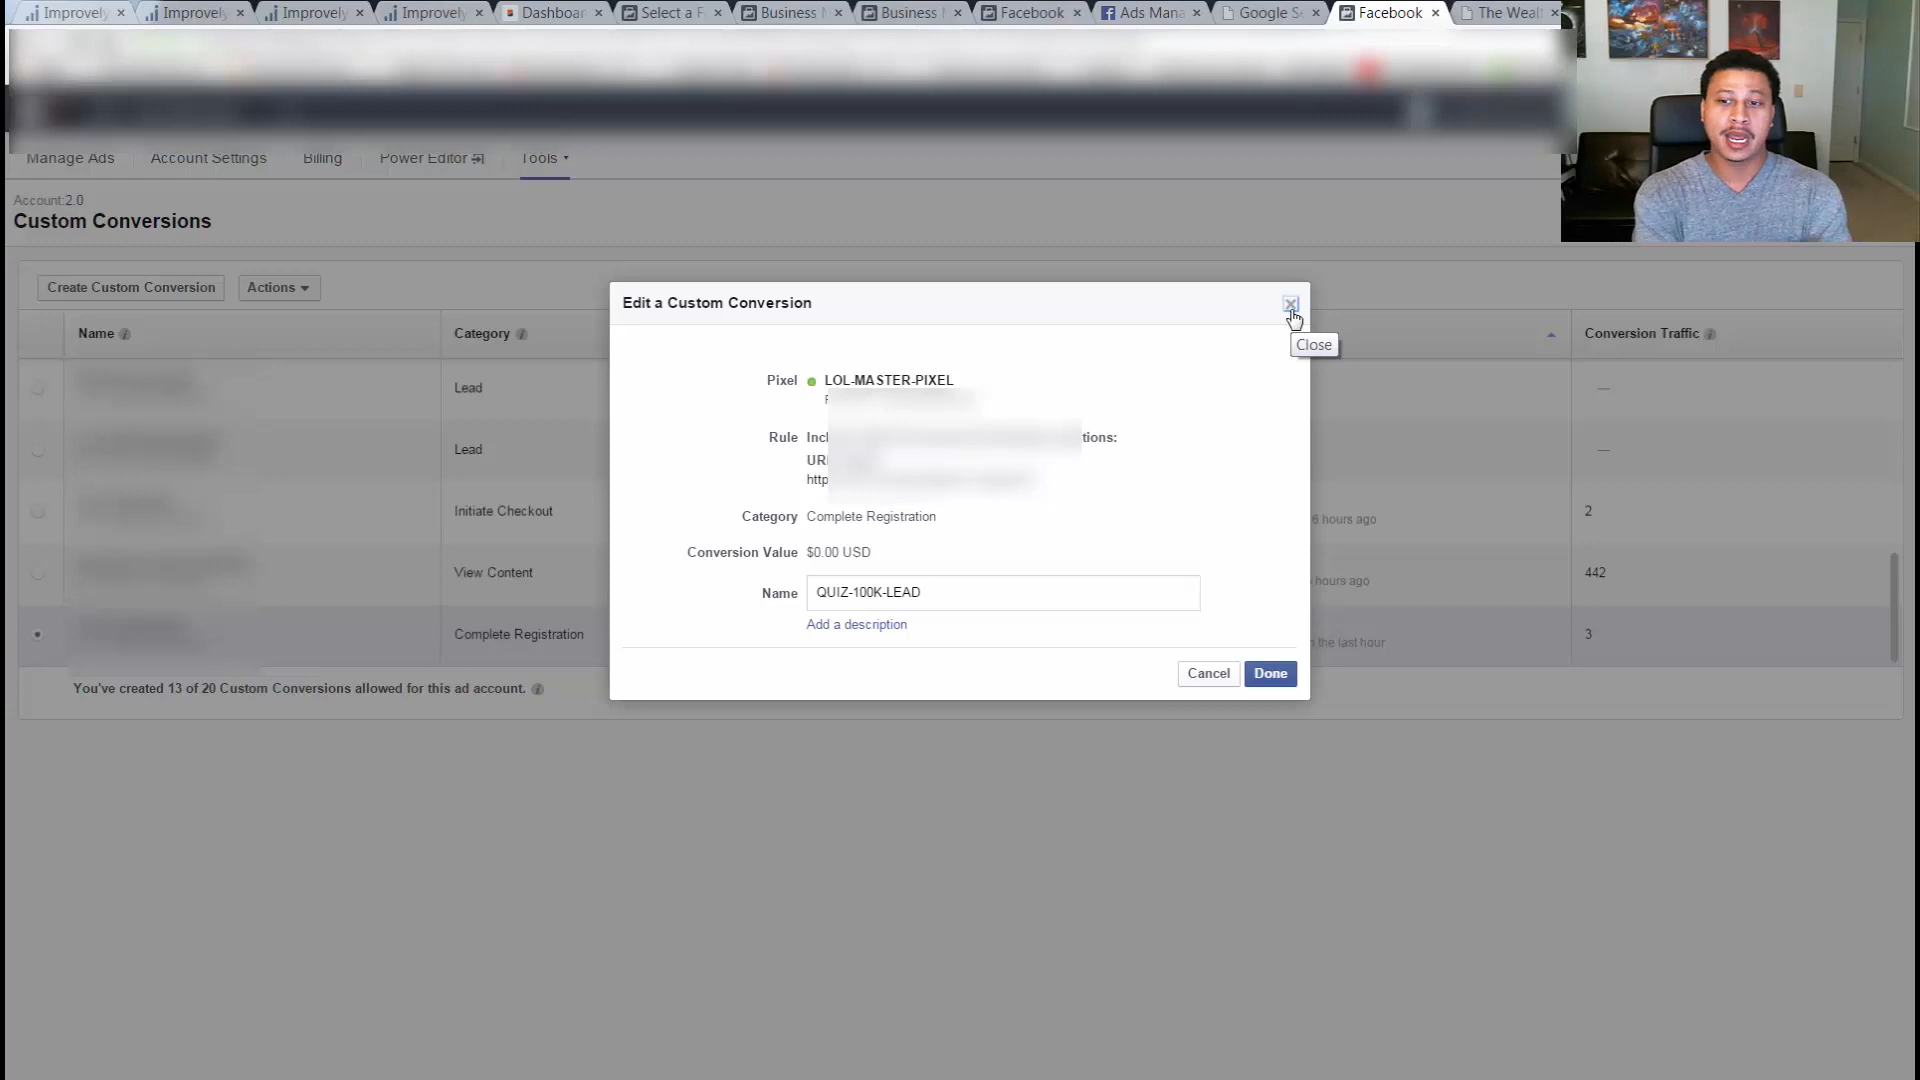 Improvely Improvely Improvely Improvely Dashboar Select a F Business Business Facebook Ads Mana Google Se Facebook The Weal
Manage Ads Account Settings Billing Power Editor Tools
Account:2.0
Custom Conversions
Create Custom Conversion Actions
Name Category Conversion Traffic
Lead —
Lead —
Initiate Checkout 6 hours ago 2
View Content hours ago 442
Complete Registration the last hour 3
You've created 13 of 20 Custom Conversions allowed for this ad account.
Edit a Custom Conversion
Close
Pixel LOL-MASTER-PIXEL
Rule tions:
http
Category Complete Registration
Conversion Value $0.00 USD
Name QUIZ-100K-LEAD
Add a description
Cancel Done